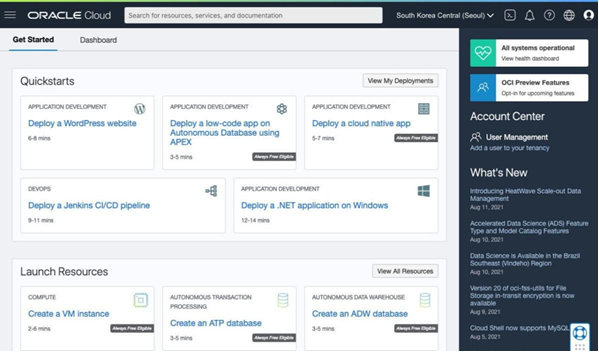 ORACLE Cloud
Search for resources, services, and documentation
South Korea Central (Seoul)
Get Started
Dashboard
Quickstarts
View My Deployments
APPLICATION DEVELOPMENT
Deploy a WordPress website
6-8 mins
APPLICATION DEVELOPMENT
Deploy a low-code app on
Autonomous Database using
APEX
3-5 mins
Always Free Eligible
APPLICATION DEVELOPMENT
Deploy a cloud native app
5-7 mins
Always Free Eligible
DEVOPS
Deploy a Jenkins CI/CD pipeline
9-11 mins
APPLICATION DEVELOPMENT
Deploy a .NET application on Windows
12-14 mins
Launch Resources
View All Resources
COMPUTE
Create a VM instance
2-6 mins
Always Free Eligible
AUTONOMOUS TRANSACTION
PROCESSING
Create an ATP database
3-5 mins
Always Free Eligible
AUTONOMOUS DATA WAREHOUSE
Create an ADW database
3-5 mins
Always Free Eligible
All systems operational
View health dashboard
OCI Preview Features
Opt-in for upcoming features
Account Center
User Management
Add a user to your tenancy
What's New
Introducing HeatWave Scale-out Data
Management
Aug 11, 2021
Accelerated Data Science (ADS) Feature
Type and Model Catalog Features
Aug 10, 2021
Data Science is Available in the Brazil
Southeast (Vinhedo) Region
Aug 10, 2021
Version 20 of oci-fss-utils for File
Storage in-transit encryption is now
available
Aug 9, 2021
Cloud Shell now supports MySQL
Aug 5, 2021